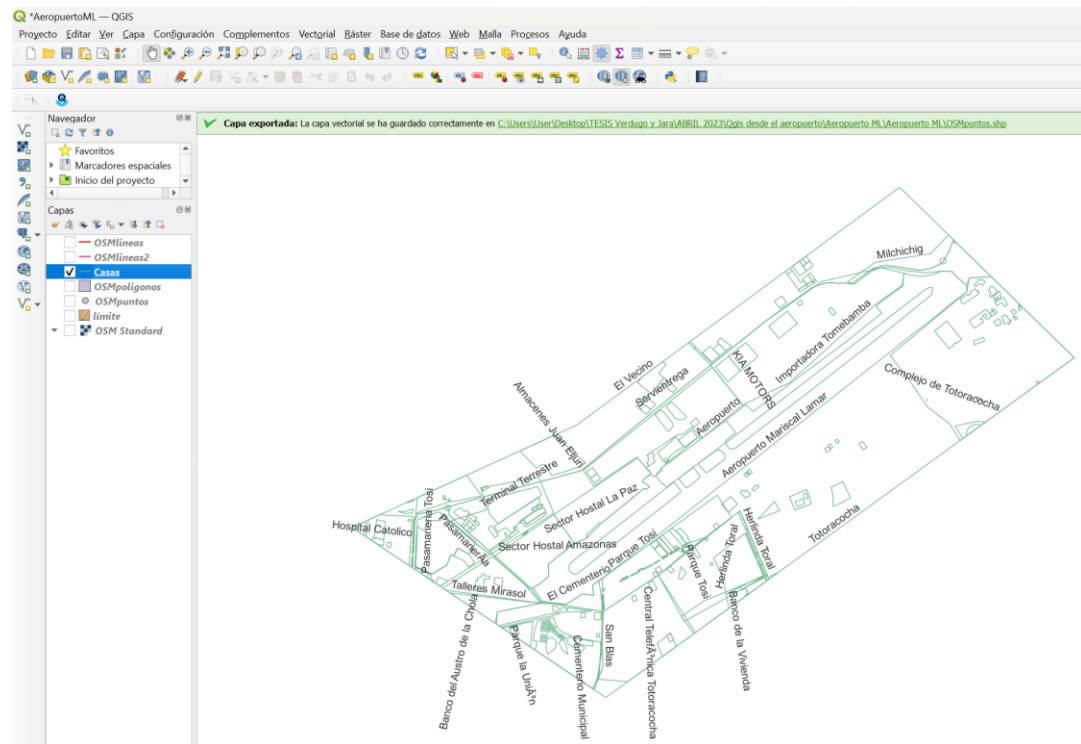 *AeropuertoML — QGIS
Proyecto Editar Ver Capa Configuración Complementos Vectorial Ráster Base de datos Web Malla Procesos Ayuda
Navegador
Capa exportada: La capa vectorial se ha guardado correctamente en C:\Users\User\Desktop\TESIS Verdugo y Jara\ABRIL 2023\Qgis desde el aeropuerto\Aeropuerto ML\Aeropuerto ML\OSMpuntos.shp
Favoritos
Marcadores espaciales
Inicio del proyecto
Capas
OSMlineas
OSMlineas2
Casas
OSMpoligonos
OSMpuntos
límite
OSM Standard
Milchichig
Importadora Tomebamba
El Vecino
KIA MOTORS
Servientrega
Complejo de Totoracocha
Almacenes Juan Eljuri
Aeropuerto
Aeropuerto Mariscal Lamar
Terminal Terrestre
Pasamanería Tosi
Sector Hostal La Paz
Hospital Catolico
PasamanerÃ­a
Sector Hostal Amazonas
Parque Tosi
Parque Tosi
Herlinda Toral
Herlinda Toral
Totoracocha
El Cementerio
Talleres Mirasol
Banco del Austro de la Chola
Parque la UniÃ³n
Cementerio Municipal
San Blas
Central TelefÃ³nica Totoracocha
Banco de la Vivienda